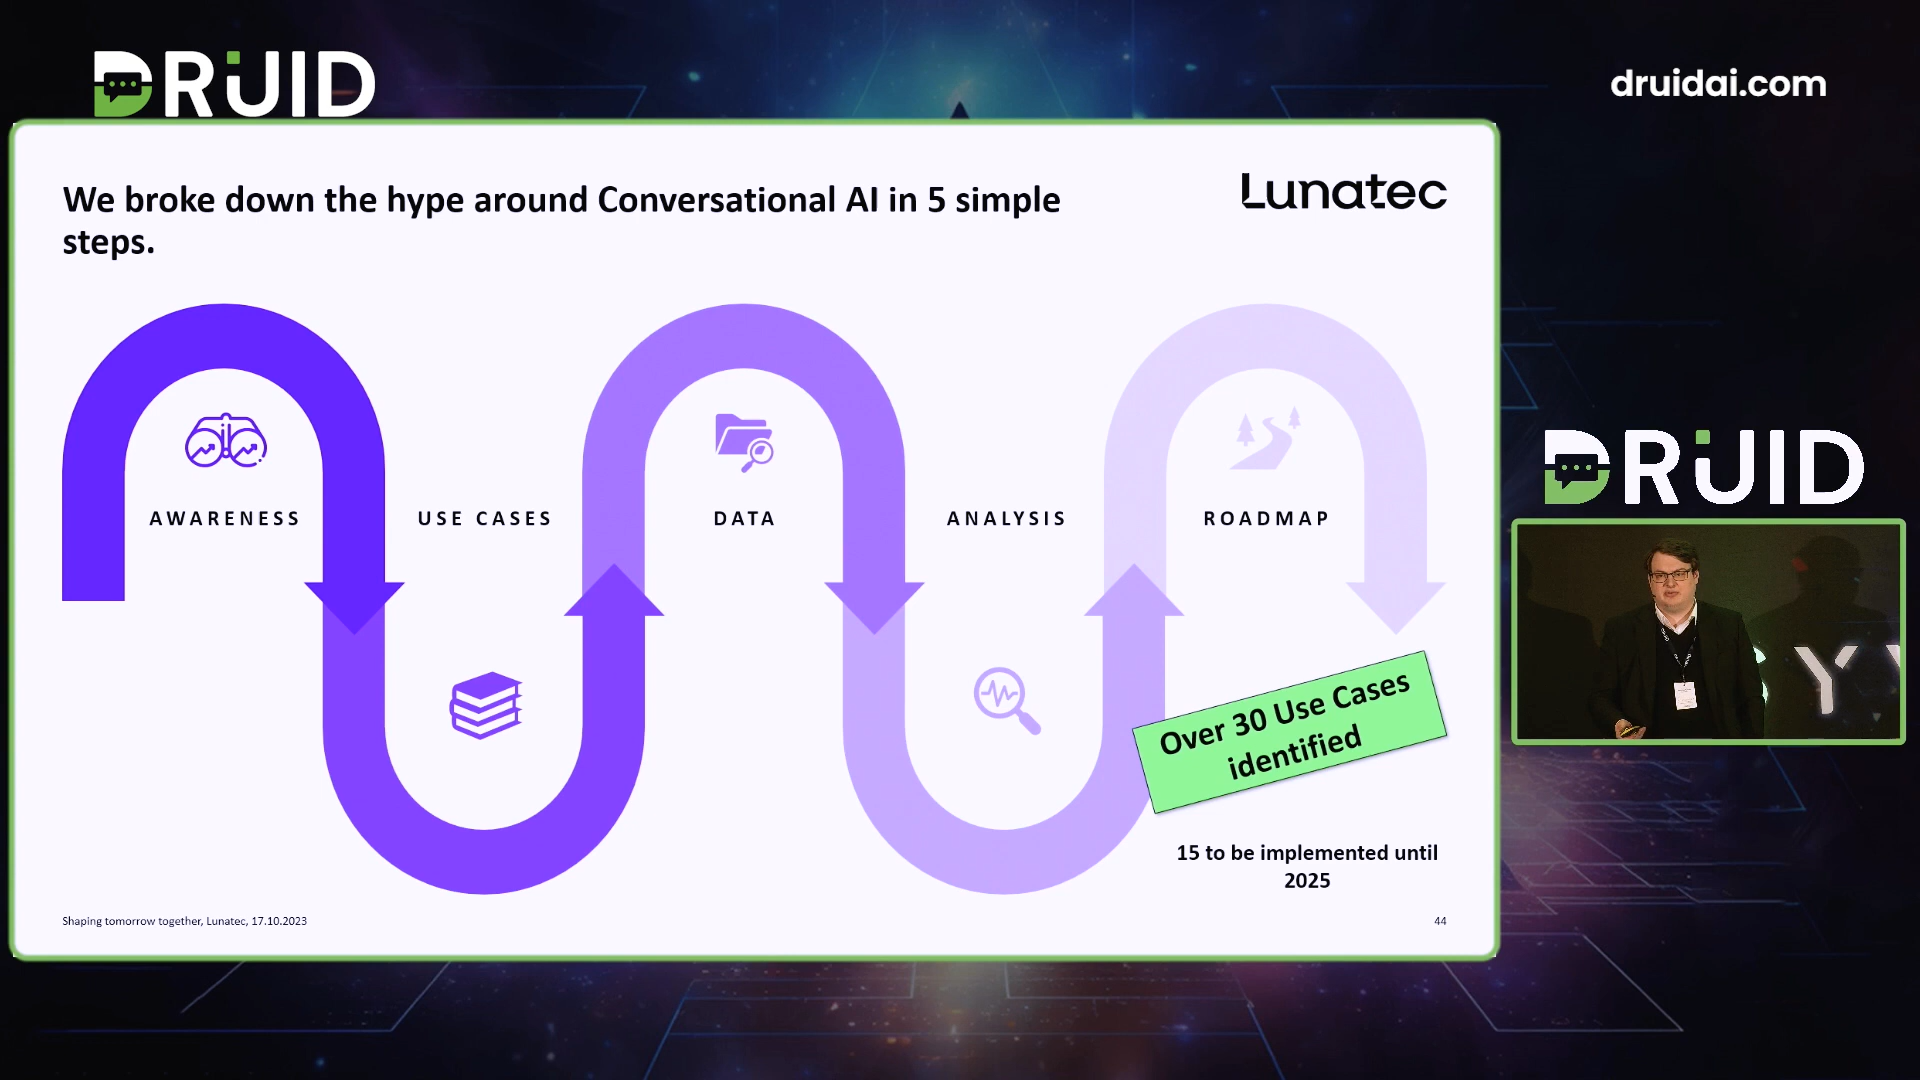 DRUID
druidai.com
We broke down the hype around Conversational AI in 5 simple
steps.
Lunatec
AWARENESS
USE CASES
DATA
ANALYSIS
ROADMAP
Over 30 Use Cases
identified
15 to be implemented until
2025
Shaping tomorrow together, Lunatec, 17.10.2023
44
DRUID